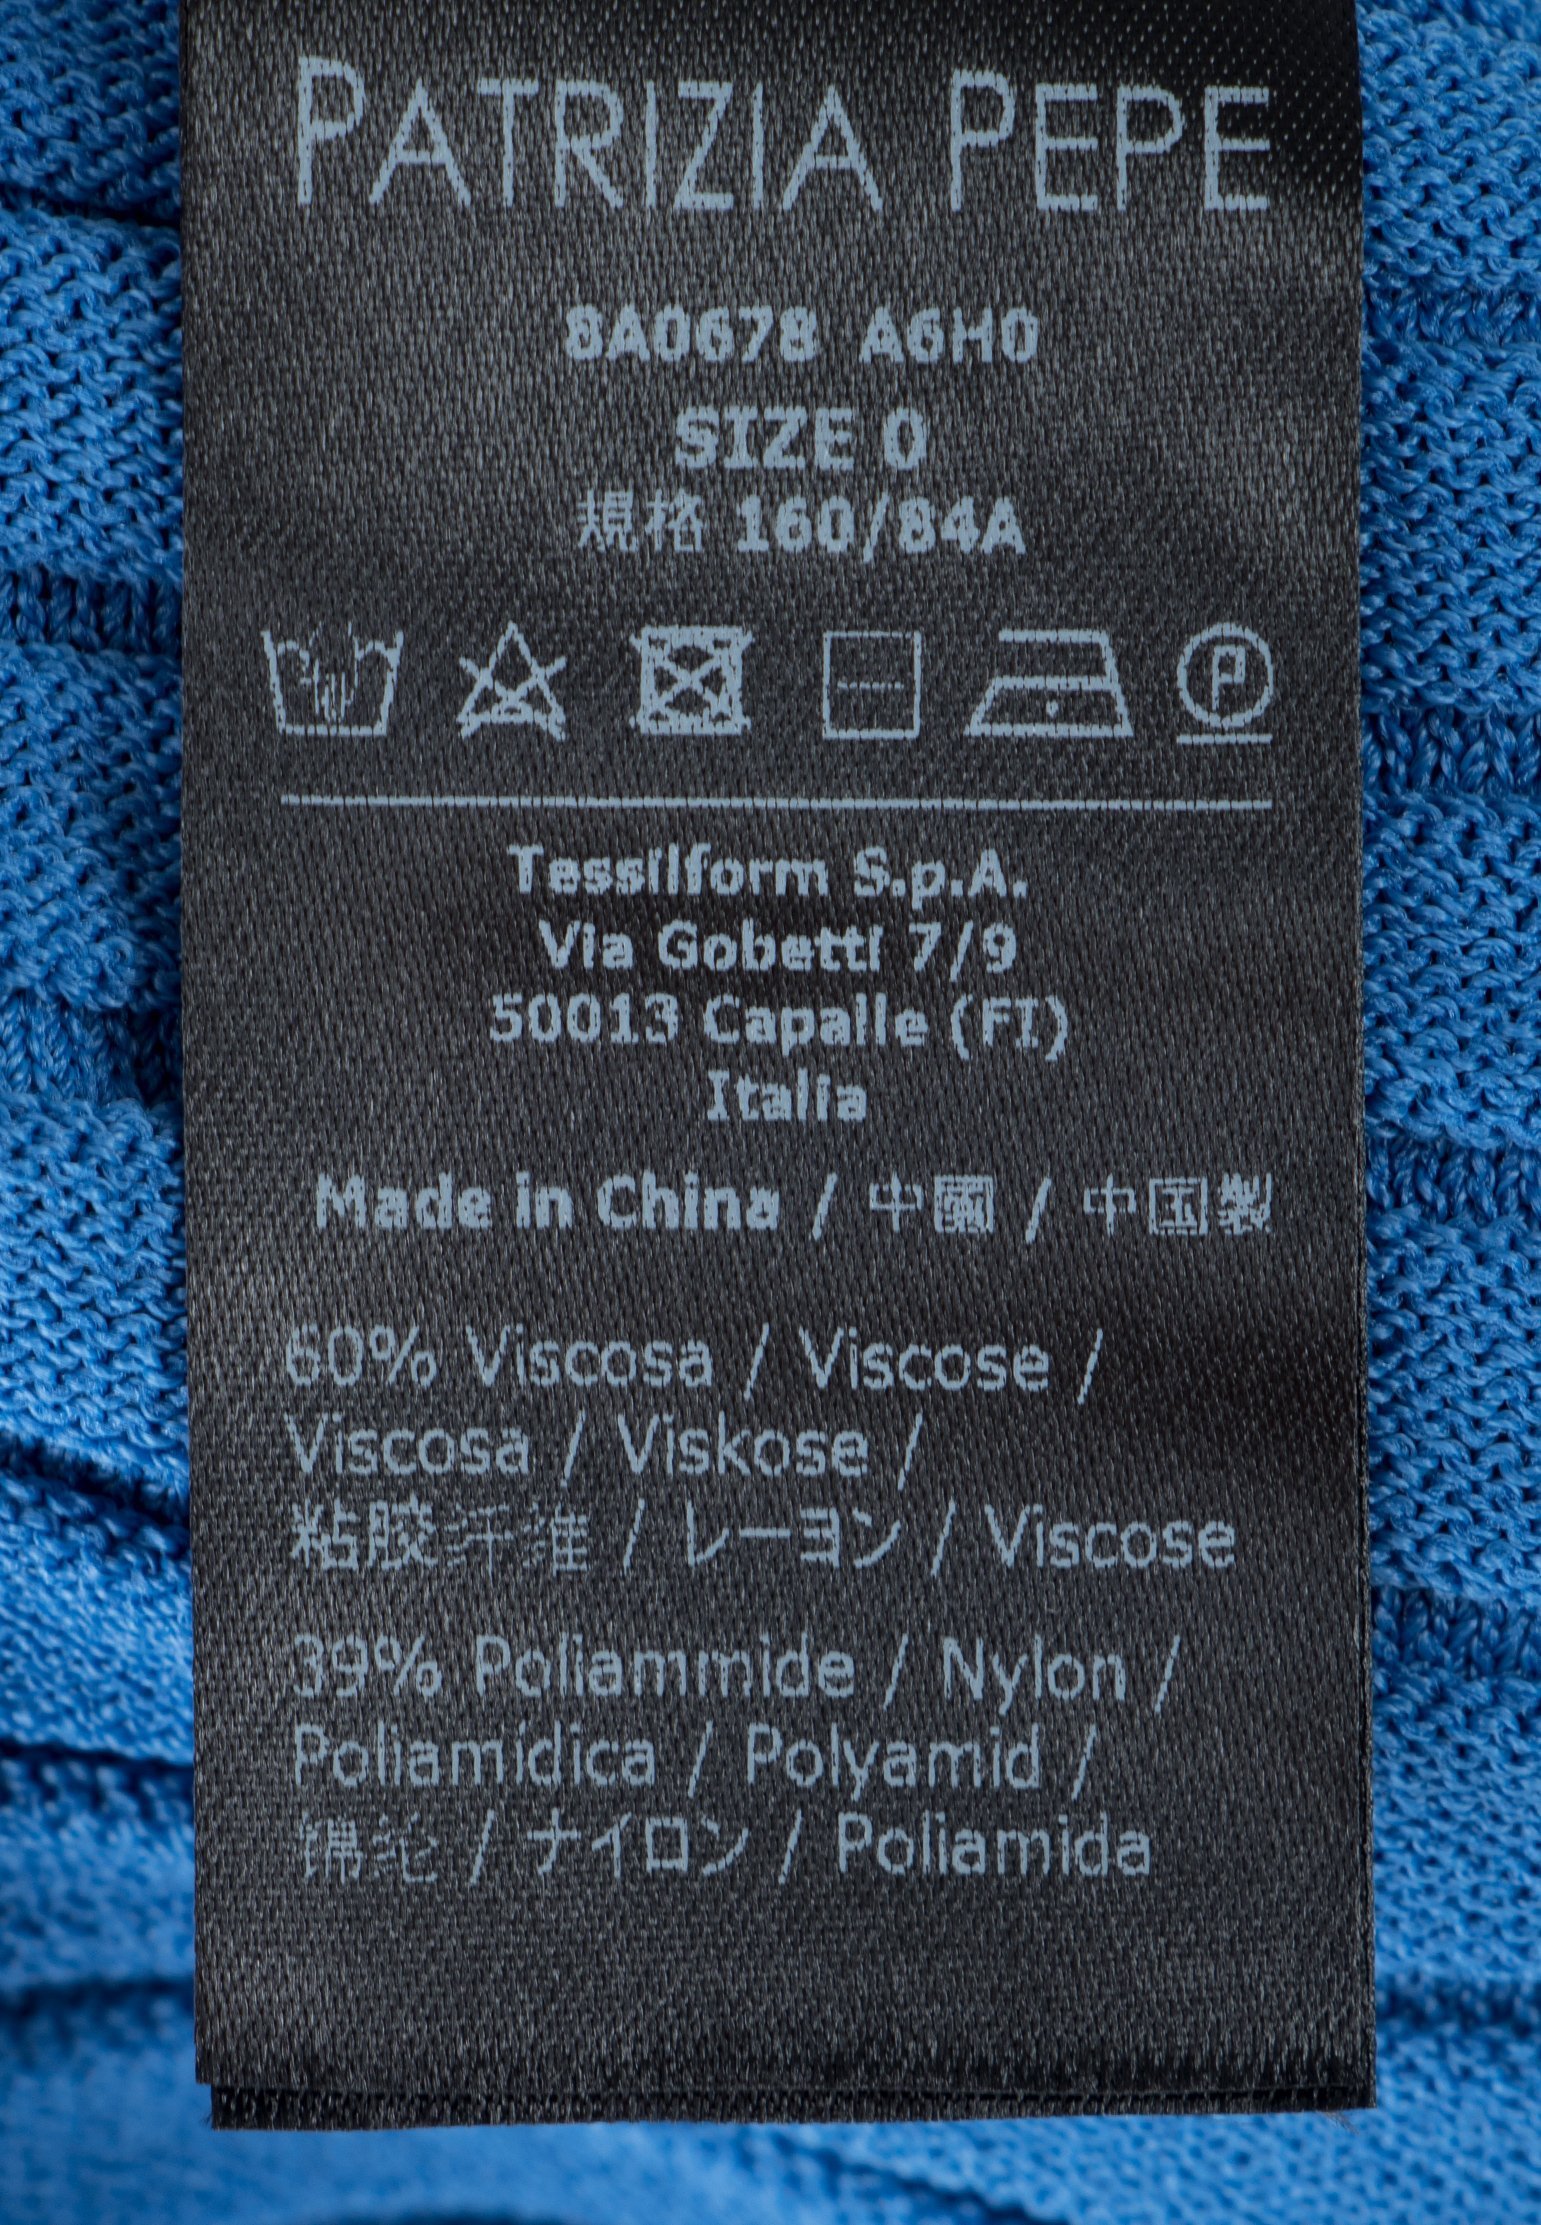 PATRIZIA PEPE
8A0678 A6H0
SIZE 0
規格 160/84A
P
Tessilform S.p.A.
Via Gobetti 7/9
50013 Capalle (FI)
Italia
Made in China / 中國 / 中国製
60% Viscosa / Viscose /
Viscosa / Viskose /
粘胶纤维 / レーヨン / Viscose
39% Poliammide / Nylon /
Poliamidica / Polyamid /
锦纶 / ナイロン / Poliamida